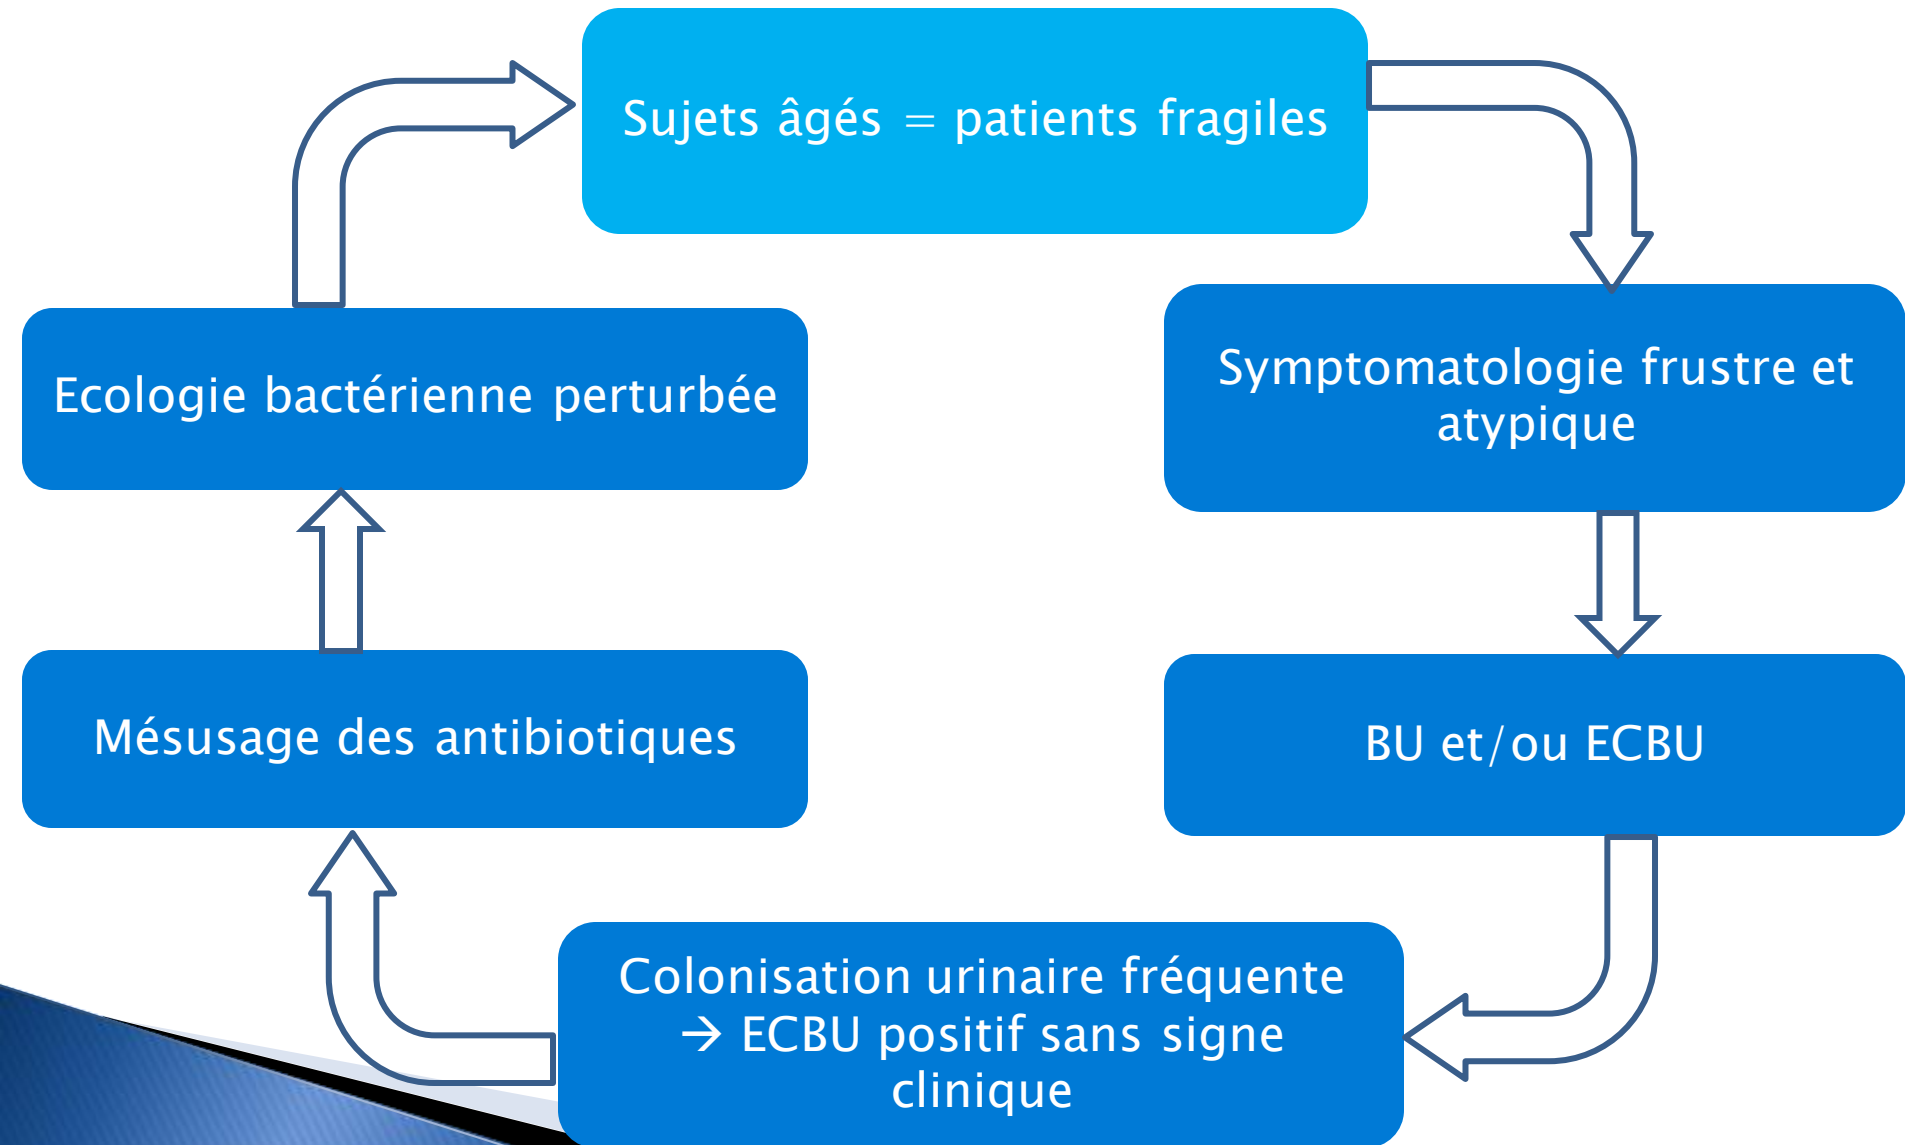 Sujets âgés = patients fragiles
Symptomatologie frustre et
atypique
BU et/ou ECBU
Colonisation urinaire fréquente
→ ECBU positif sans signe
clinique
Mésusage des antibiotiques
Ecologie bactérienne perturbée